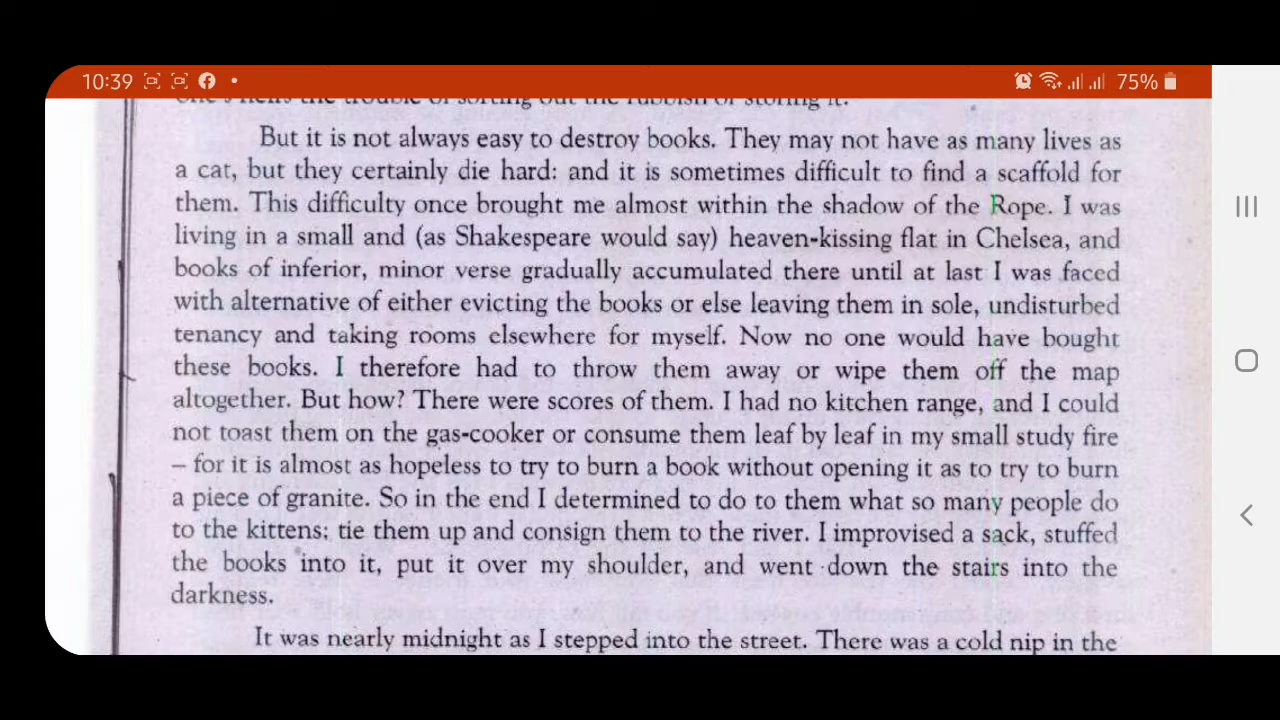 10:39
75%
one's heirs the trouble of sorting out the rubbish or storing it.
But it is not always easy to destroy books. They may not have as many lives as
a cat, but they certainly die hard: and it is sometimes difficult to find a scaffold for
them. This difficulty once brought me almost within the shadow of the Rope. I was
living in a small and (as Shakespeare would say) heaven-kissing flat in Chelsea, and
books of inferior, minor verse gradually accumulated there until at last I was faced
with alternative of either evicting the books or else leaving them in sole, undisturbed
tenancy and taking rooms elsewhere for myself. Now no one would have bought
these books. I therefore had to throw them away or wipe them off the map
altogether. But how? There were scores of them. I had no kitchen range, and I could
not toast them on the gas-cooker or consume them leaf by leaf in my small study fire
– for it is almost as hopeless to try to burn a book without opening it as to try to burn
a piece of granite. So in the end I determined to do to them what so many people do
to the kittens: tie them up and consign them to the river. I improvised a sack, stuffed
the books into it, put it over my shoulder, and went down the stairs into the
darkness.
It was nearly midnight as I stepped into the street. There was a cold nip in the